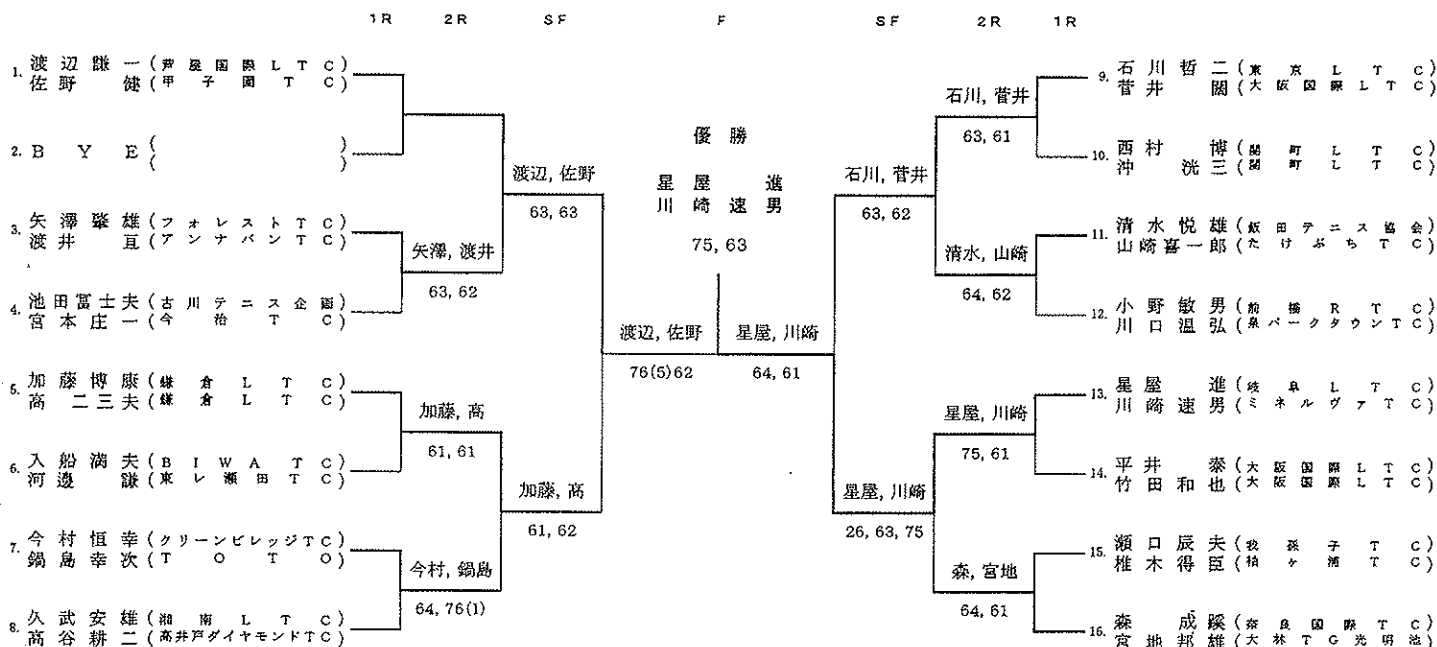 1R 2R SF F SF 2R 1R
1. 渡辺謙一(芦屋国際LTC)
佐野健(甲子園TC)
2. BYE( )
( )
3. 矢澤肇雄(フォレストTC)
渡井亘(アンナバンTC)
4. 池田冨士夫(古川テニス企画)
宮本庄一(今治TC)
5. 加藤博康(鎌倉LTC)
高二三夫(鎌倉LTC)
6. 入船満夫(BIWATC)
河邉謙(東レ瀬田TC)
7. 今村恒幸(クリーンビレッジTC)
鍋島幸次(TOTO)
8. 久武安雄(湘南LTC)
高谷耕二(高井戸ダイヤモンドTC)
矢澤, 渡井
63, 62
加藤, 高
61, 61
今村, 鍋島
64, 76(1)
渡辺, 佐野
63, 63
加藤, 高
61, 62
渡辺, 佐野
76(5)62
優勝
星屋進
川崎速男
75, 63
星屋, 川崎
64, 61
石川, 菅井
63, 62
星屋, 川崎
26, 63, 75
石川, 菅井
63, 61
清水, 山崎
64, 62
星屋, 川崎
75, 61
森, 宮地
64, 61
9. 石川哲二(東京LTC)
菅井闊(大阪国際LTC)
10. 西村博(関町LTC)
沖洸三(関町LTC)
11. 清水悦雄(飯田テニス協会)
山崎喜一郎(たけぶちTC)
12. 小野敏男(前橋RTC)
川口温弘(泉パークタウンTC)
13. 星屋進(岐阜LTC)
川崎速男(ミネルヴァTC)
14. 平井泰(大阪国際LTC)
竹田和也(大阪国際LTC)
15. 瀬口辰夫(我孫子TC)
椎木得臣(袖ヶ浦TC)
16. 森成蹊(奈良国際TC)
宮地邦雄(大林TG光明池)